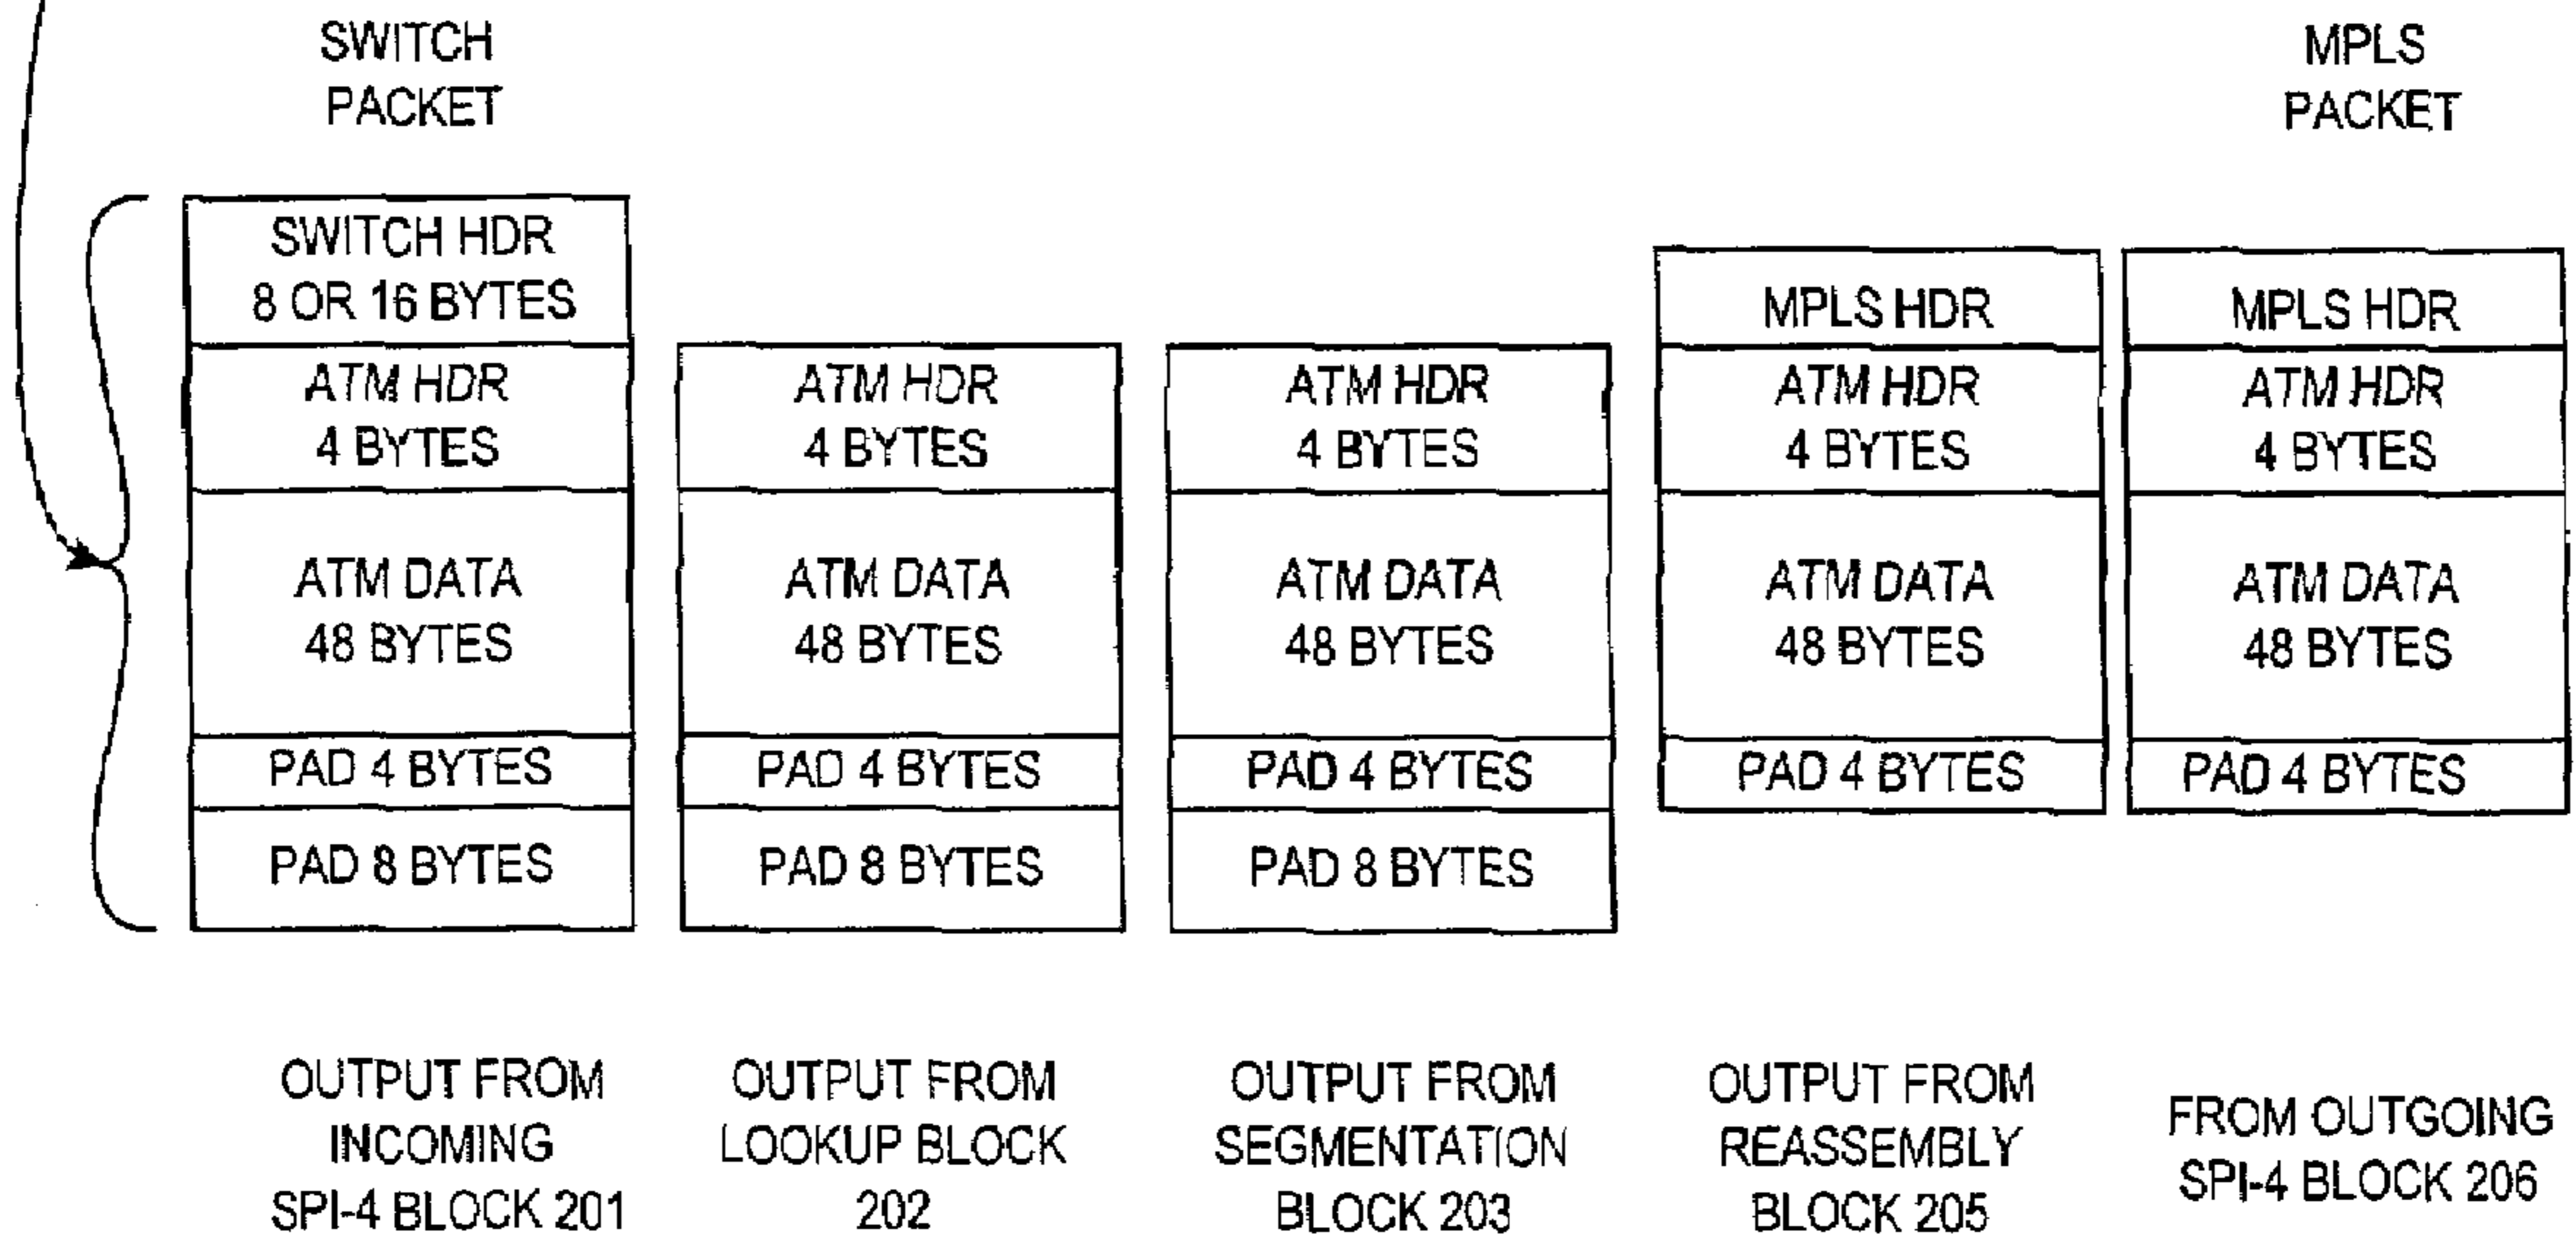 SWITCH
PACKET
MPLS
PACKET
SWITCH HDR
8 OR 16 BYTES
ATM HDR
4 BYTES
ATM DATA
48 BYTES
PAD 4 BYTES
PAD 8 BYTES
ATM HDR
4 BYTES
ATM DATA
48 BYTES
PAD 4 BYTES
PAD 8 BYTES
ATM HDR
4 BYTES
ATM DATA
48 BYTES
PAD 4 BYTES
PAD 8 BYTES
MPLS HDR
ATM HDR
4 BYTES
ATM DATA
48 BYTES
PAD 4 BYTES
MPLS HDR
ATM HDR
4 BYTES
ATM DATA
48 BYTES
PAD 4 BYTES
OUTPUT FROM
INCOMING
SPI-4 BLOCK 201
OUTPUT FROM
LOOKUP BLOCK
202
OUTPUT FROM
SEGMENTATION
BLOCK 203
OUTPUT FROM
REASSEMBLY
BLOCK 205
FROM OUTGOING
SPI-4 BLOCK 206